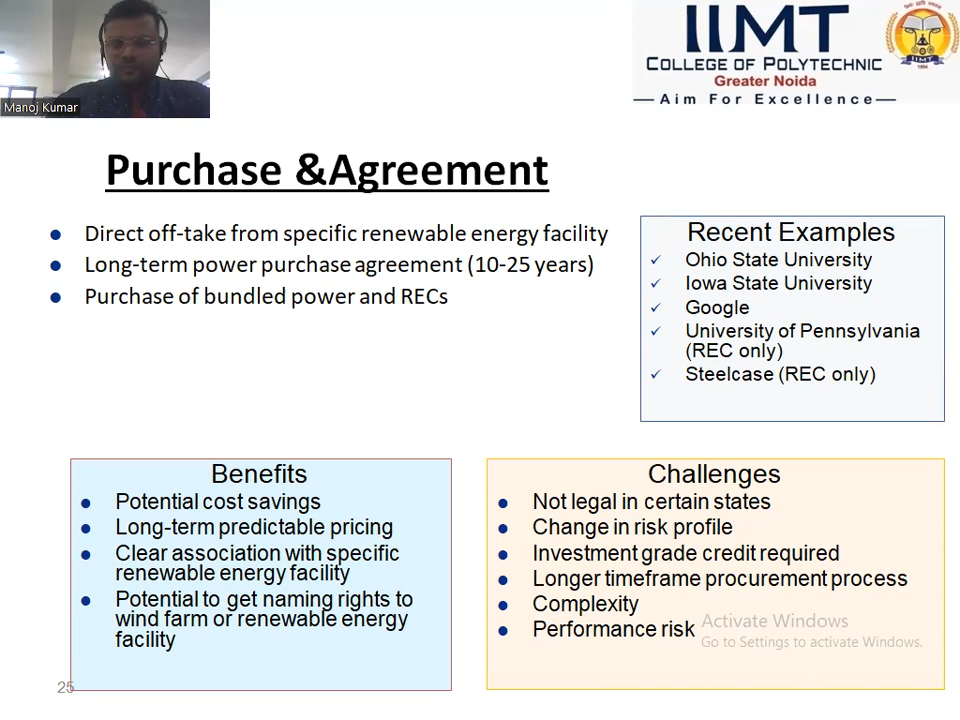 Manoj Kumar
IIMT
COLLEGE OF POLYTECHNIC
Greater Noida
Aim For Excellence
IIMT
Purchase &Agreement
● Direct off-take from specific renewable energy facility
● Long-term power purchase agreement (10-25 years)
● Purchase of bundled power and RECs
Recent Examples
✓ Ohio State University
✓ Iowa State University
✓ Google
✓ University of Pennsylvania
(REC only)
✓ Steelcase (REC only)
Benefits
● Potential cost savings
● Long-term predictable pricing
● Clear association with specific
renewable energy facility
● Potential to get naming rights to
wind farm or renewable energy
facility
Challenges
● Not legal in certain states
● Change in risk profile
● Investment grade credit required
● Longer timeframe procurement process
● Complexity
● Performance risk
Activate Windows
Go to Settings to activate Windows.
25